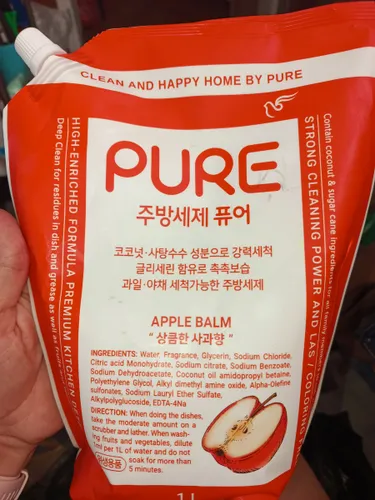 CLEAN AND HAPPY HOME BY PURE
HIGH-ENRICHED FORMULA PREMIUM KITCHEN
Deep Clean for residues in dish and grease as well as
Contain coconut & sugar cane ingredients
STRONG CLEANING POWER AND LAS / COLORING
PURE
주방세제 퓨어
코코넛·사탕수수 성분으로 강력세척
글리세린 함유로 촉촉보습
과일·야채 세척가능한 주방세제
APPLE BALM
“ 상큼한 사과향 ”
INGREDIENTS: Water, Fragrance, Glycerin, Sodium Chloride,
Citric acid Monohydrate, Sodium citrate, Sodium Benzoate,
Sodium Dehydroacetate, Coconut oil amidopropyl betaine,
Polyethylene Glycol, Alkyl dimethyl amine oxide, Alpha-Olefine
sulfonates, Sodium Lauryl Ether Sulfate,
Alkylpolyglucoside, EDTA-4Na
DIRECTION: When doing the dishes,
take the moderate amount on a
scrubber and lather. When wash-
ing fruits and vegetables, dilute
per 1L of water and do not
soak for more than
5 minutes.
위생용품